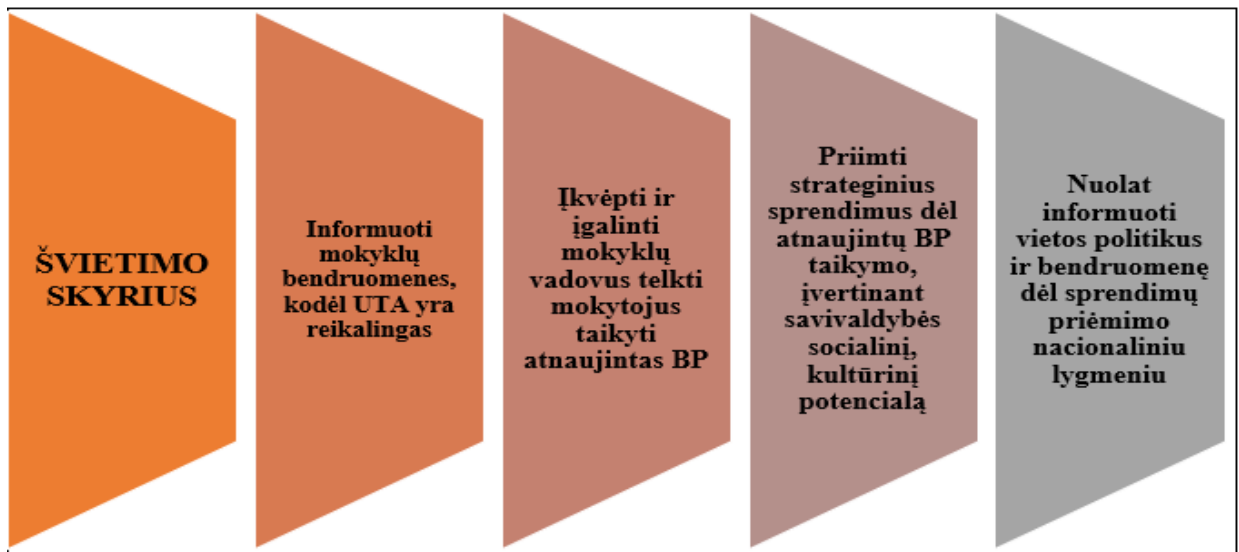 ŠVIETIMO
SKYRIUS
Informuoti
mokyklų
bendruomenes,
kodėl UTA yra
reikalingas
Įkvėpti ir
įgalinti
mokyklų
vadovus telkti
mokytojus
taikyti
atnaujintas BP
Priimti
strateginius
sprendimus dėl
atnaujintų BP
taikymo,
įvertinant
savivaldybės
socialinį,
kultūrinį
potencialą
Nuolat
informuoti
vietos politikus
ir bendruomenę
dėl sprendimų
priėmimo
nacionaliniu
lygmeniu